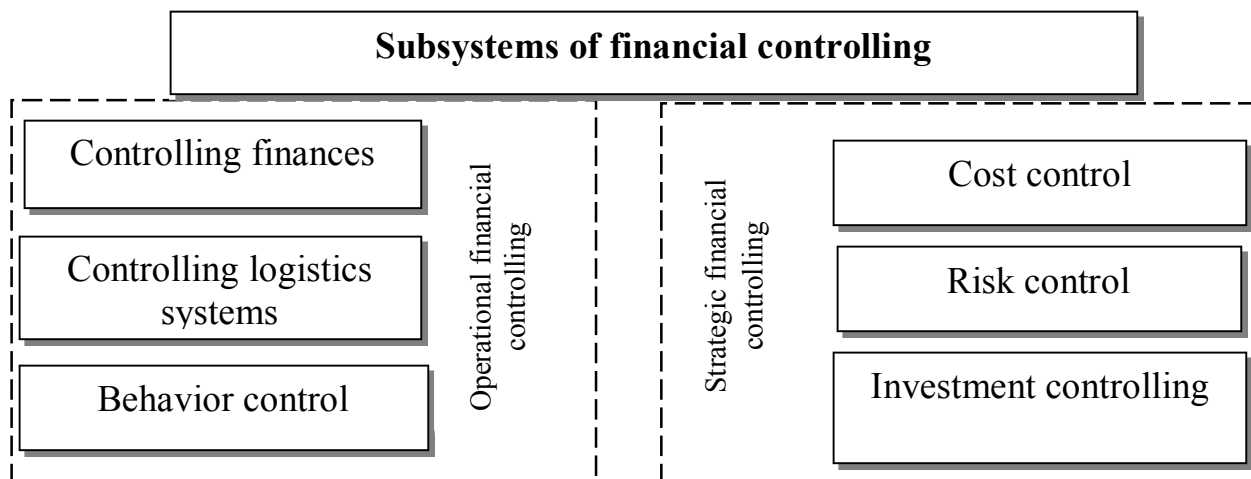 Subsystems of financial controlling
Controlling finances
Controlling logistics
systems
Behavior control
Operational financial
controlling
Strategic financial
controlling
Cost control
Risk control
Investment controlling